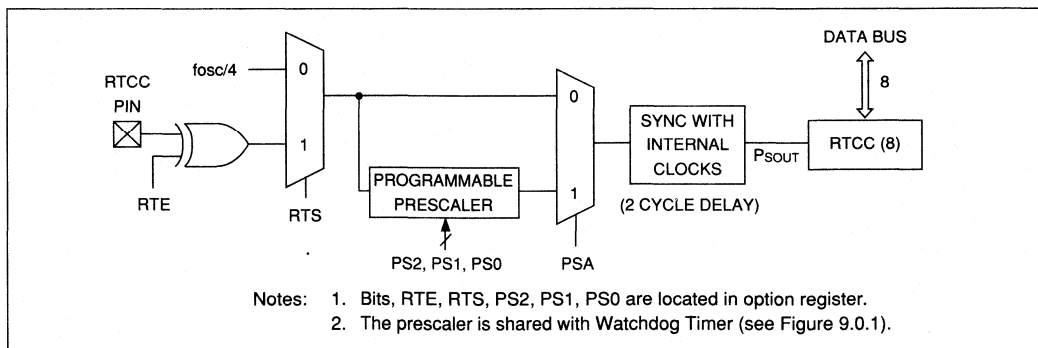 DATA BUS
8
fosc/4
0
RTCC
PIN
1
RTE
RTS
PROGRAMMABLE
PRESCALER
PS2, PS1, PS0
0
1
PSA
SYNC WITH
INTERNAL
CLOCKS
(2 CYCLE DELAY)
PSOUT
RTCC (8)
Notes: 1. Bits, RTE, RTS, PS2, PS1, PS0 are located in option register.
2. The prescaler is shared with Watchdog Timer (see Figure 9.0.1).